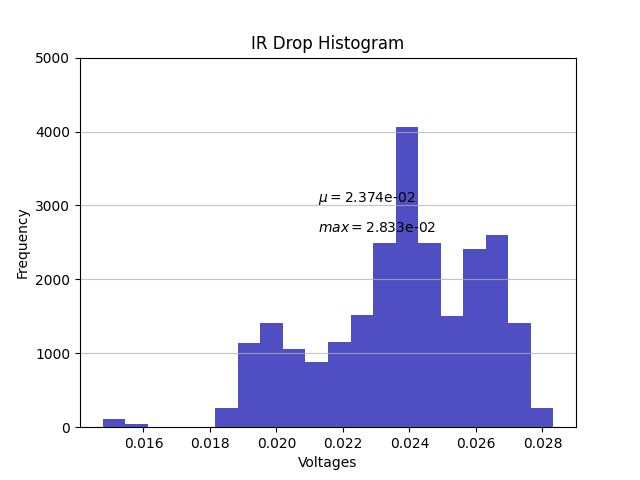 IR Drop Histogram
5000
4000
3000
2000
1000
0
Frequency
μ = 2.374e-02
max = 2.833e-02
0.016 0.018 0.020 0.022 0.024 0.026 0.028
Voltages